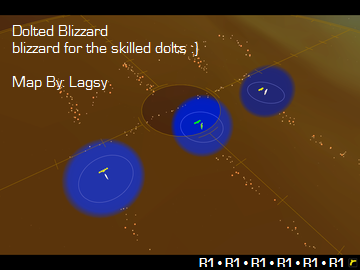 Dolted Blizzard
blizzard for the skilled dolts ;}
Map By: Lagsy
R1 • R1 • R1 • R1 • R1 • R1 r